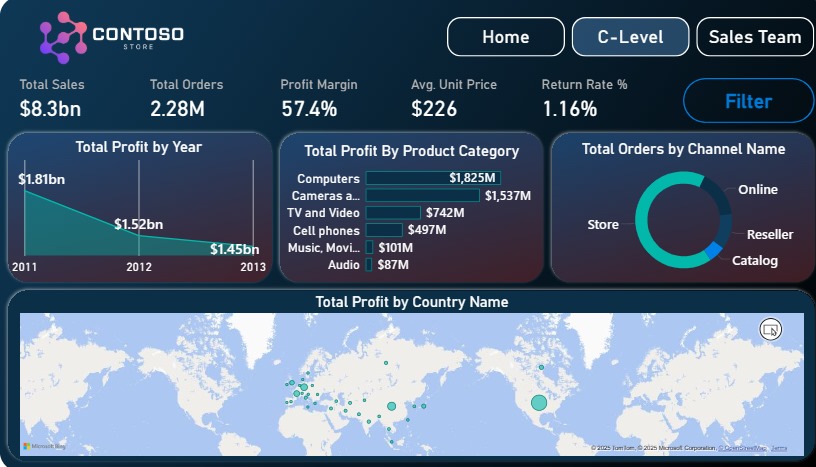 CONTOSO
STORE
Home
C-Level
Sales Team
Total Sales
$8.3bn
Total Orders
2.28M
Profit Margin
57.4%
Avg. Unit Price
$226
Return Rate %
1.16%
Filter
Total Profit by Year
$1.81bn
$1.52bn
$1.45bn
2011
2012
2013
Total Profit By Product Category
Computers $1,825M
Cameras a... $1,537M
TV and Video $742M
Cell phones $497M
Music, Movi... $101M
Audio $87M
Total Orders by Channel Name
Online
Store
Reseller
Catalog
Total Profit by Country Name
Microsoft Bing
© 2025 TomTom, © 2025 Microsoft Corporation, © OpenStreetMap Terms